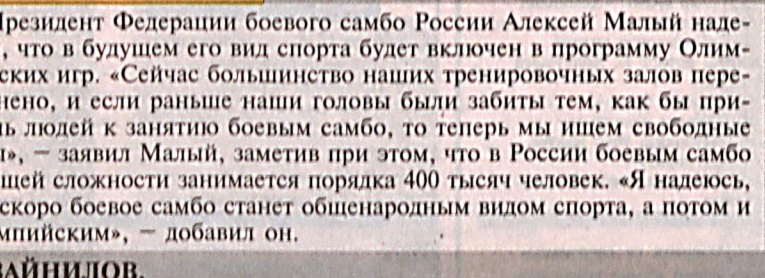 Президент Федерации боевого самбо России Алексей Малый наде-
, что в будущем его вид спорта будет включен в программу Олим-
ских игр. «Сейчас большинство наших тренировочных залов пере-
нено, и если раньше наши головы были забиты тем, как бы при-
ь людей к занятию боевым самбо, то теперь мы ищем свободные
», — заявил Малый, заметив при этом, что в России боевым самбо
щей сложности занимается порядка 400 тысяч человек. «Я надеюсь,
скоро боевое самбо станет общенародным видом спорта, а потом и
мпийским», — добавил он.
ЗАЙНИЛОВ.